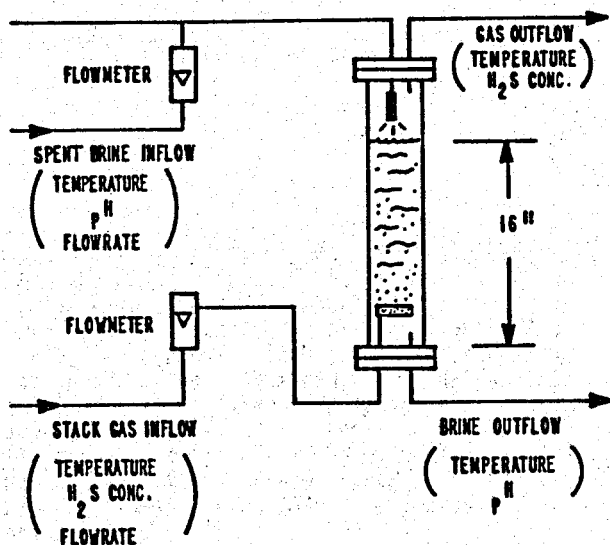 FLOWMETER
SPENT BRINE INFLOW
(TEMPERATURE
pH
FLOWRATE)
GAS OUTFLOW
(TEMPERATURE
H2S CONC.)
16"
FLOWMETER
STACK GAS INFLOW
(TEMPERATURE
H2S CONC.
FLOWRATE)
BRINE OUTFLOW
(TEMPERATURE
pH)